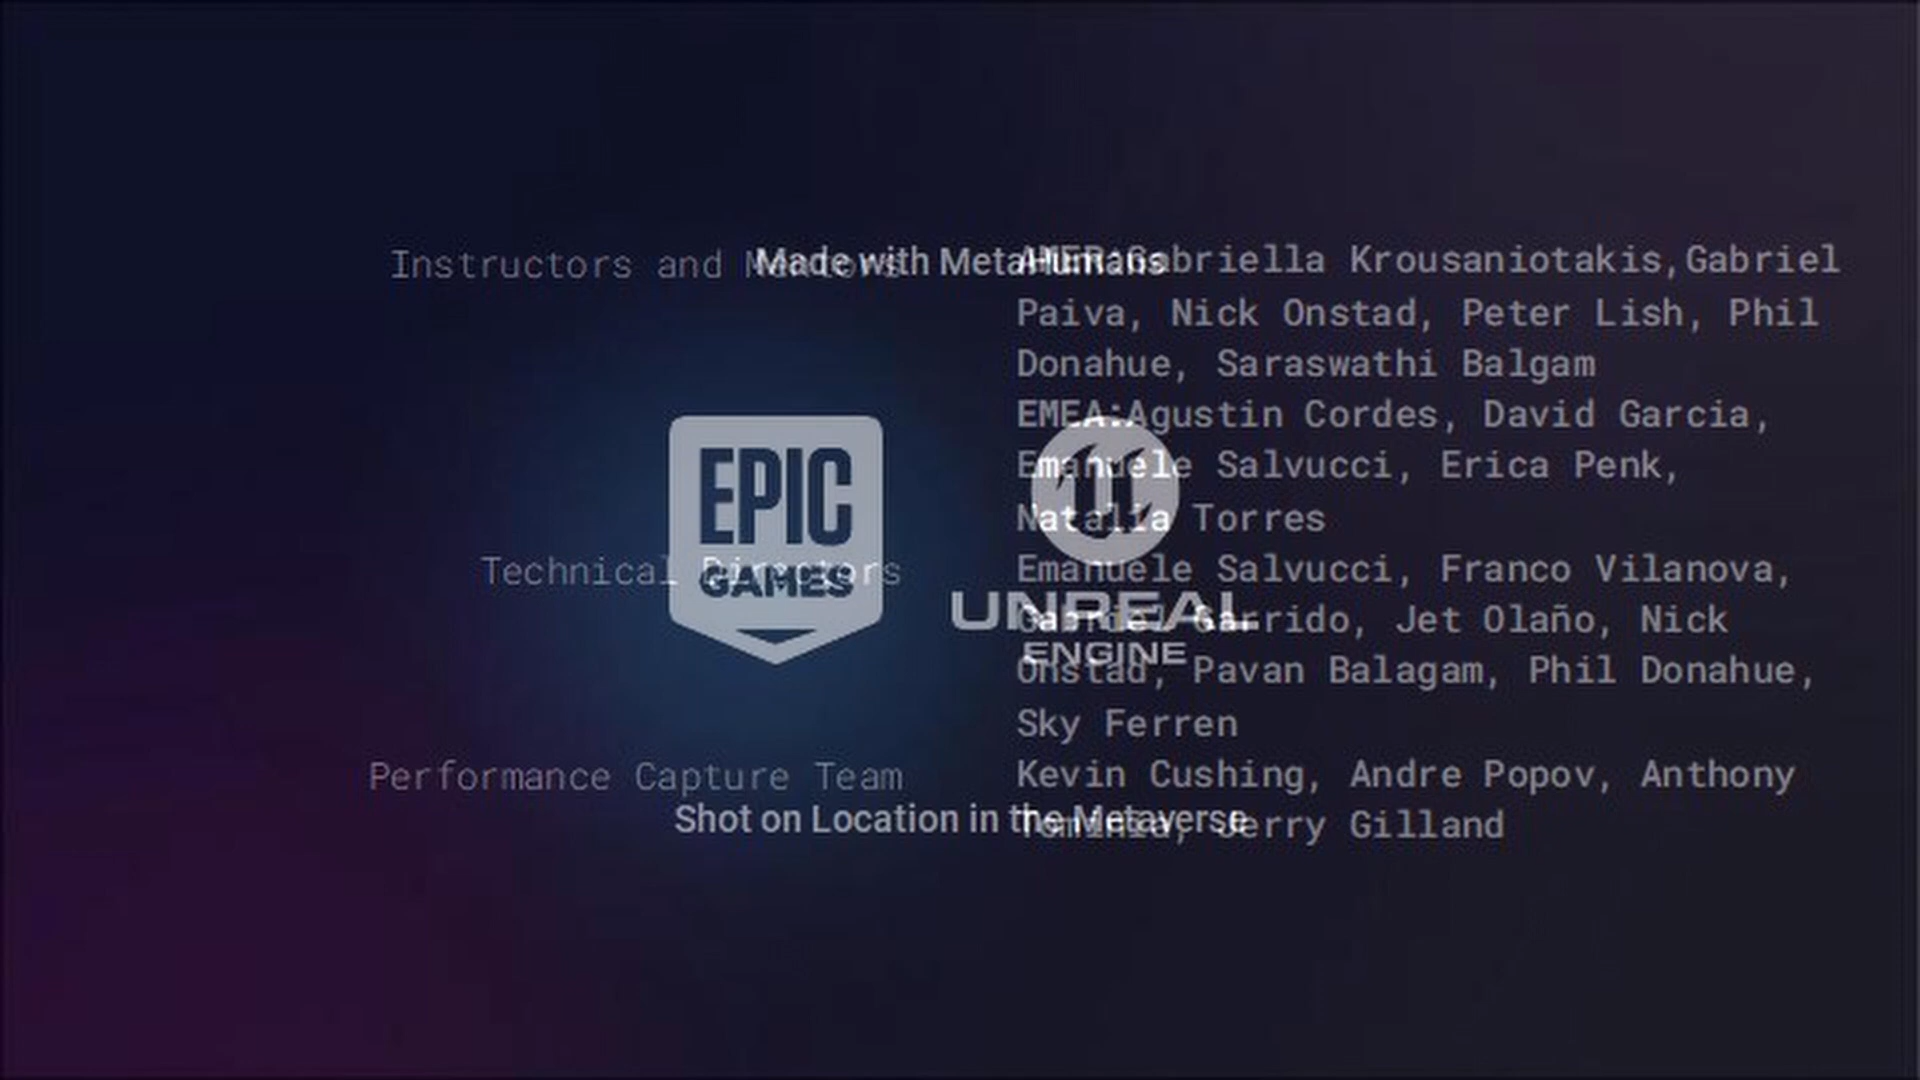 Instructors and Mentors
Made with MetaHumans
AMER:Gabriella Krousaniotakis,Gabriel
Paiva, Nick Onstad, Peter Lish, Phil
Donahue, Saraswathi Balgam
EMEA:Agustin Cordes, David Garcia,
Emanuele Salvucci, Erica Penk,
Natalia Torres
EPIC
GAMES
UNREAL
ENGINE
Technical Directors
Emanuele Salvucci, Franco Vilanova,
Gabriel Garrido, Jet Olaño, Nick
Onstad, Pavan Balagam, Phil Donahue,
Sky Ferren
Performance Capture Team
Kevin Cushing, Andre Popov, Anthony
Jerry Gilland
Shot on Location in the Metaverse